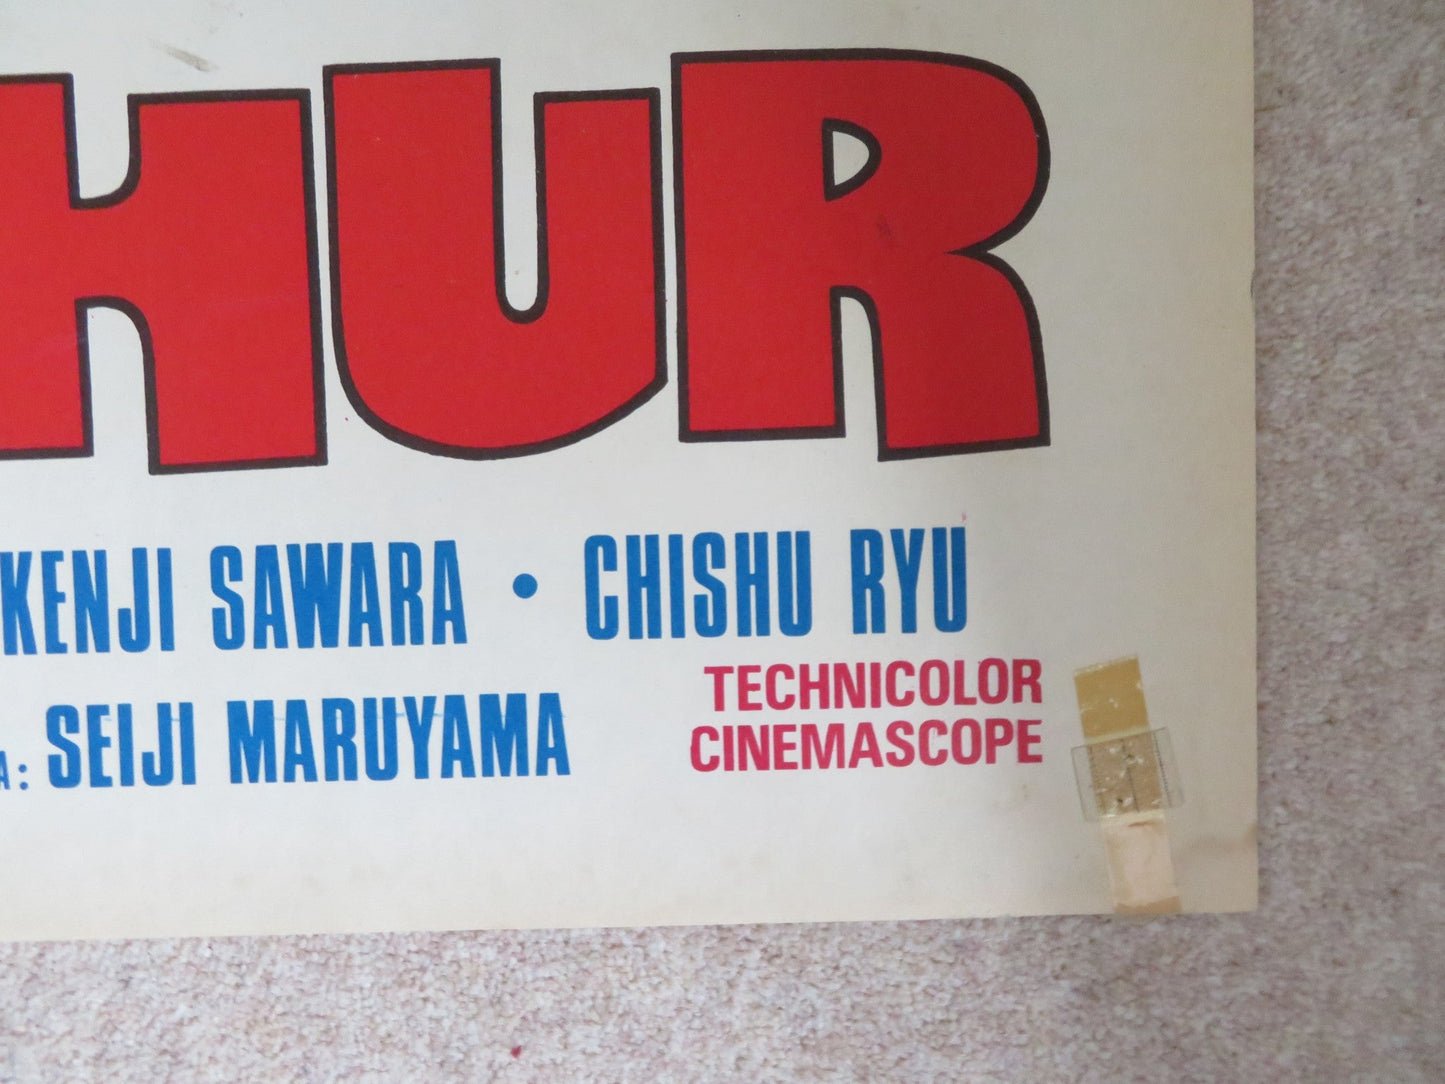 HUR
KENJI SAWARA • CHISHU RYU
A: SEIJI MARUYAMA
TECHNICOLOR
CINEMASCOPE